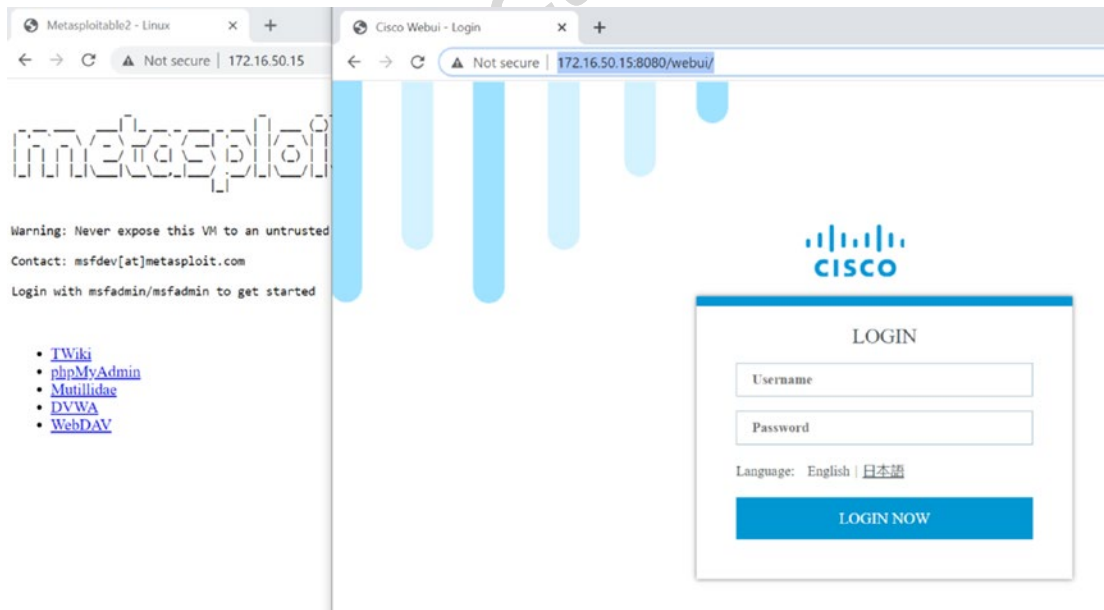 Metasploitable2 - Linux
Not secure | 172.16.50.15
metasploi
Warning: Never expose this VM to an untrusted
Contact: msfdev[at]metasploit.com
Login with msfadmin/msfadmin to get started
TWiki
phpMyAdmin
Mutillidae
DVWA
WebDAV
Cisco Webui - Login
Not secure | 172.16.50.15:8080/webui/
CISCO
LOGIN
Username
Password
Language: English | 日本語
LOGIN NOW